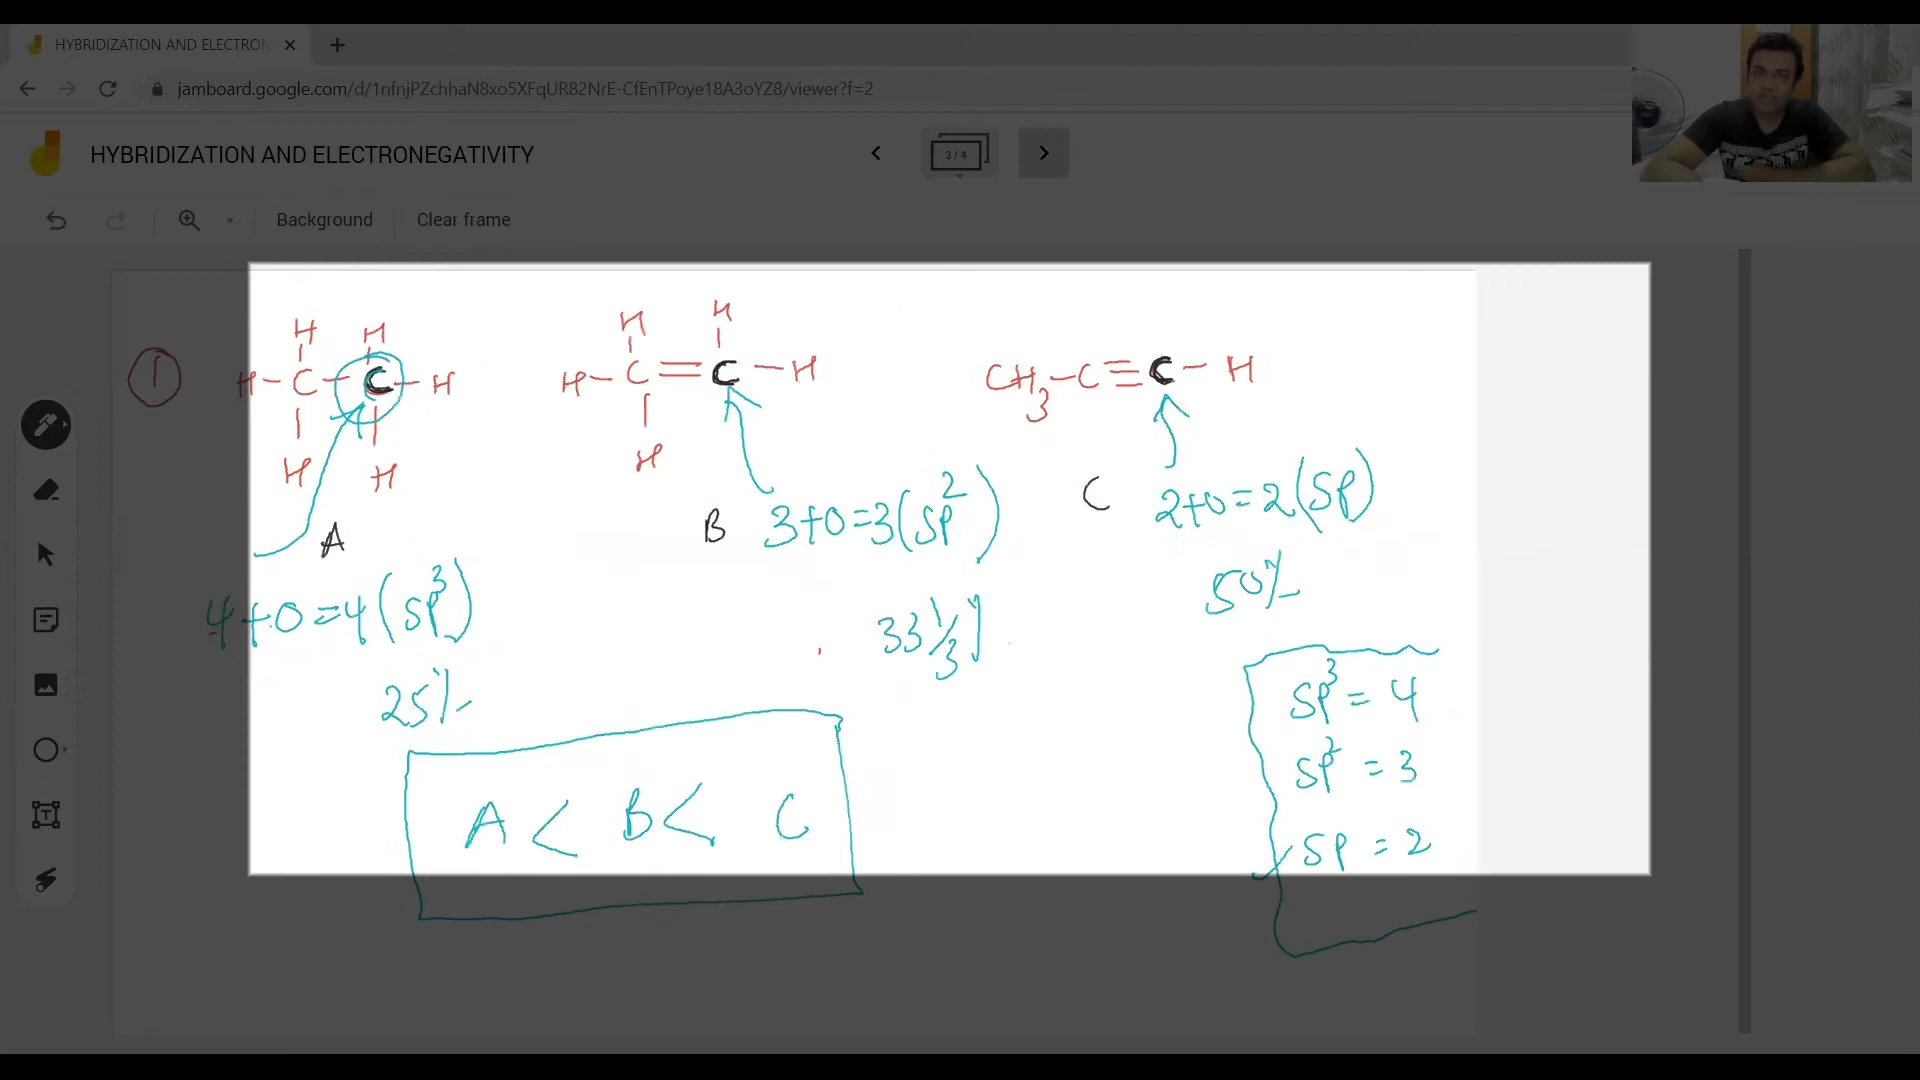 HYBRIDIZATION AND ELECTRON
jamboard.google.com/d/1nfnjPZchhaN8xo5XFqUR82NrE-CfEnTPoye18A3oYZ8/viewer?f=2
HYBRIDIZATION AND ELECTRONEGATIVITY
3 / 4
Background Clear frame
1
H H H H
H-C-C-H H-C=C-H CH3-C≡C-H
H H H
A B C
4+0=4(sp³) 3+0=3(sp²) 2+0=2(sp)
25% 33 1/3 % 50%
sp³ = 4
sp² = 3
sp = 2
A < B < C